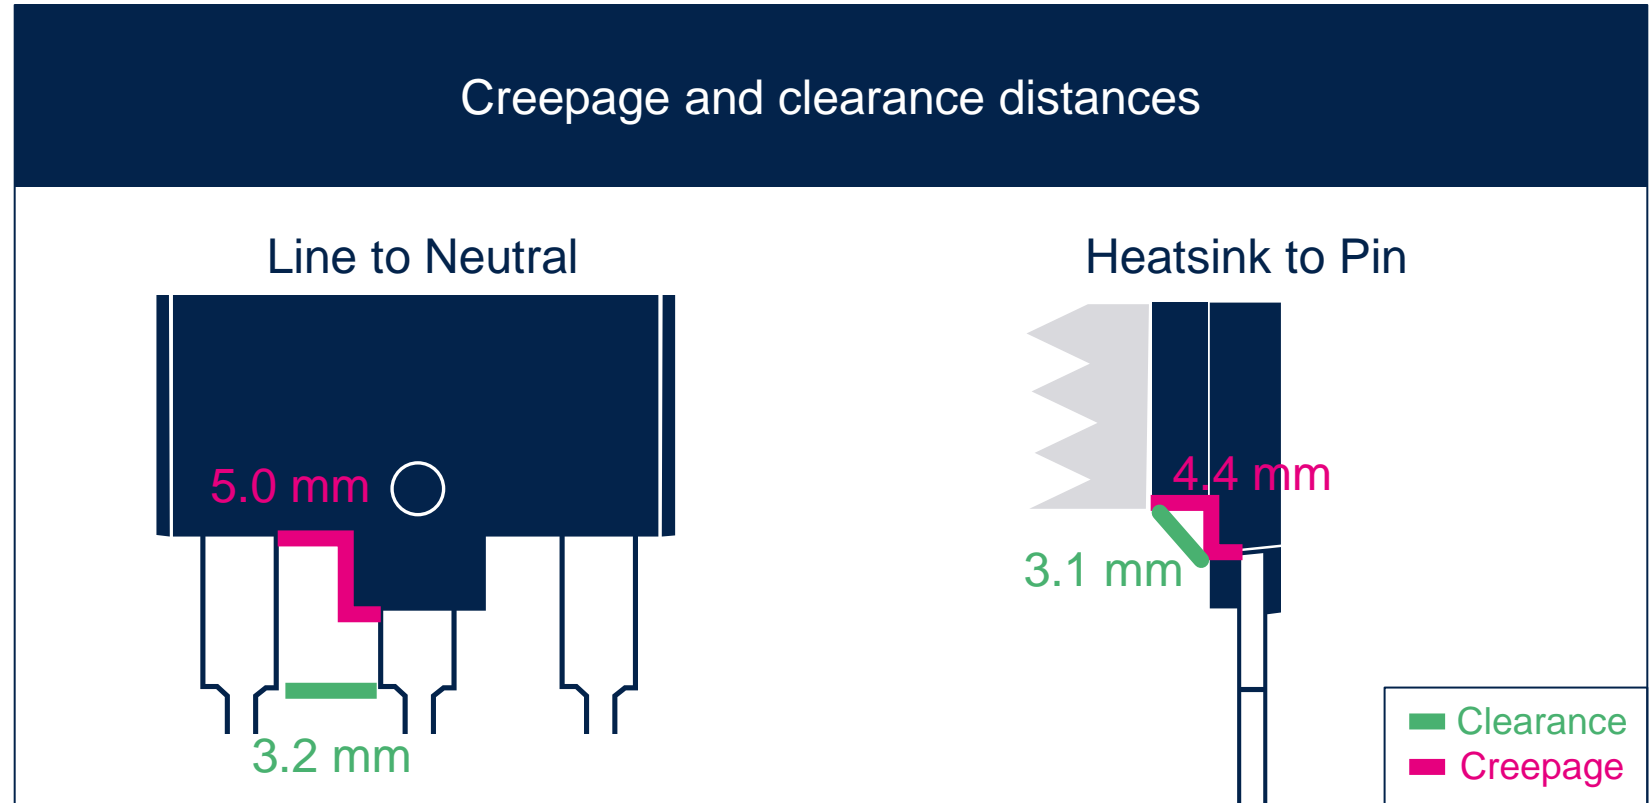 Creepage and clearance distances
Line to Neutral
5.0 mm
3.2 mm
Heatsink to Pin
4.4 mm
3.1 mm
Clearance
Creepage